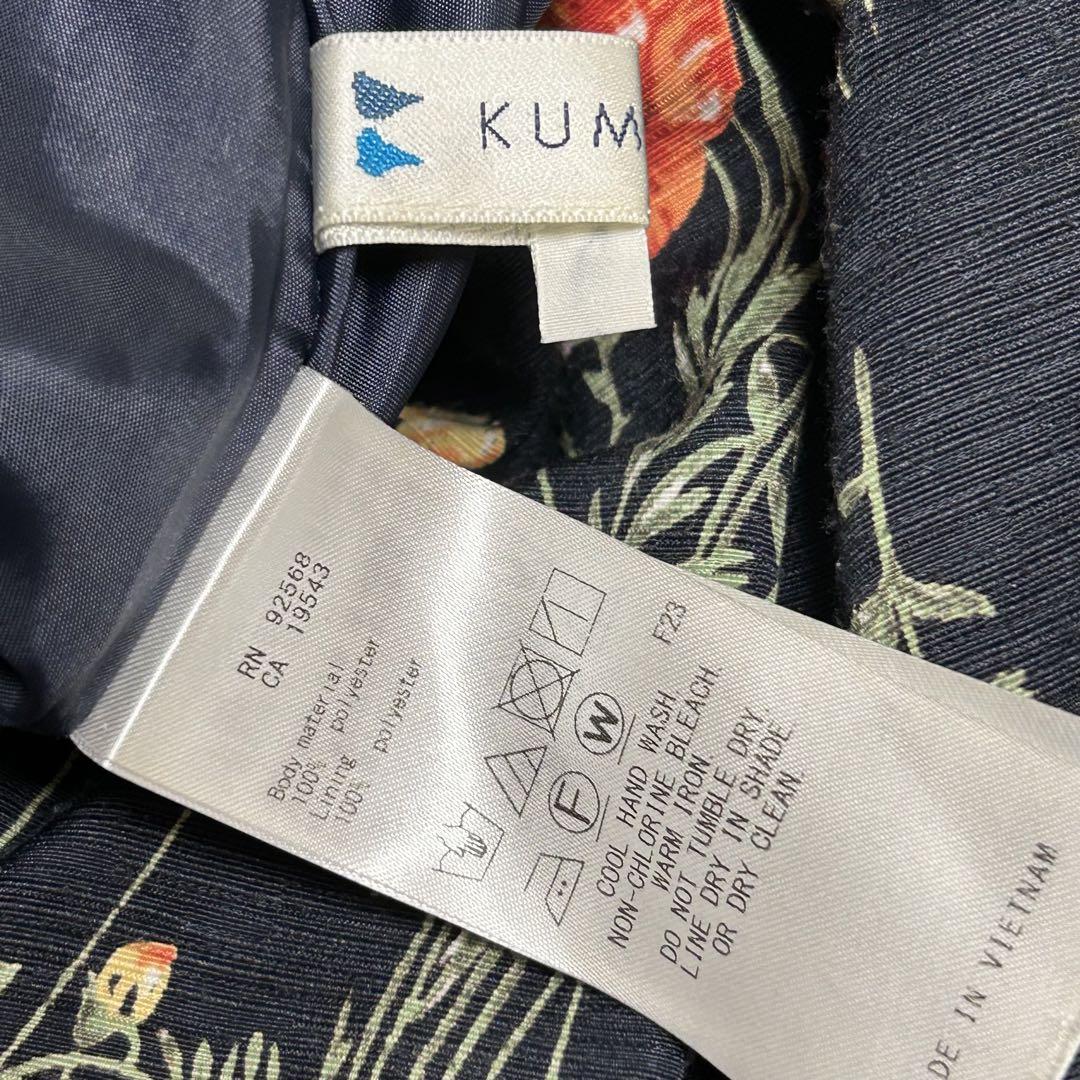 KUM
RN 92568
CA 19543
Body material
100% polyester
Lining
100% polyester
F23
W
F
COOL HAND WASH
NON-CHLORINE BLEACH.
WARM IRON
DO NOT TUMBLE DRY
LINE DRY IN SHADE.
OR DRY CLEAN.
DE IN VIETNAM